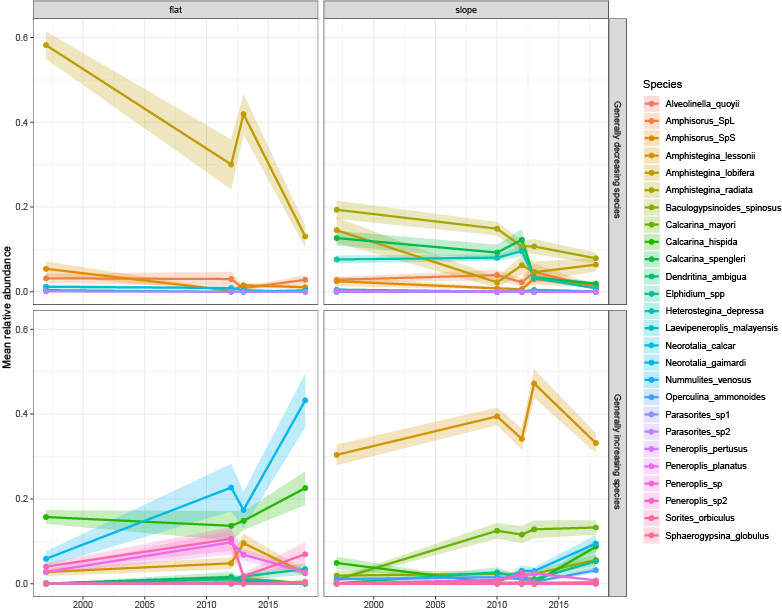 flat
slope
0.6
0.4
0.2
0.0
Generally decreasing species
0.6
0.4
0.2
0.0
Generally increasing species
2000
2005
2010
2015
2000
2005
2010
2015
Mean relative abundance
Species
Alveolinella_quoyii
Amphisorus_SpL
Amphisorus_SpS
Amphistegina_lessonii
Amphistegina_lobifera
Amphistegina_radiata
Baculogypsinoides_spinosus
Calcarina_mayori
Calcarina_hispida
Calcarina_spengleri
Dendritina_ambigua
Elphidium_spp
Heterostegina_depressa
Laevipeneroplis_malayensis
Neorotalia_calcar
Neorotalia_gaimardi
Nummulites_venosus
Operculina_ammonoides
Parasorites_sp1
Parasorites_sp2
Peneroplis_pertusus
Peneroplis_planatus
Peneroplis_sp
Peneroplis_sp2
Sorites_orbiculus
Sphaerogypsina_globulus